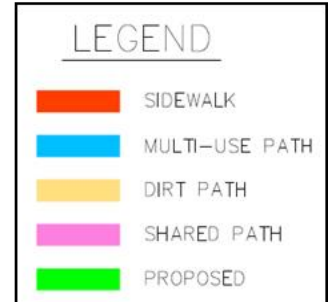 LEGEND
SIDEWALK
MULTI-USE PATH
DIRT PATH
SHARED PATH
PROPOSED